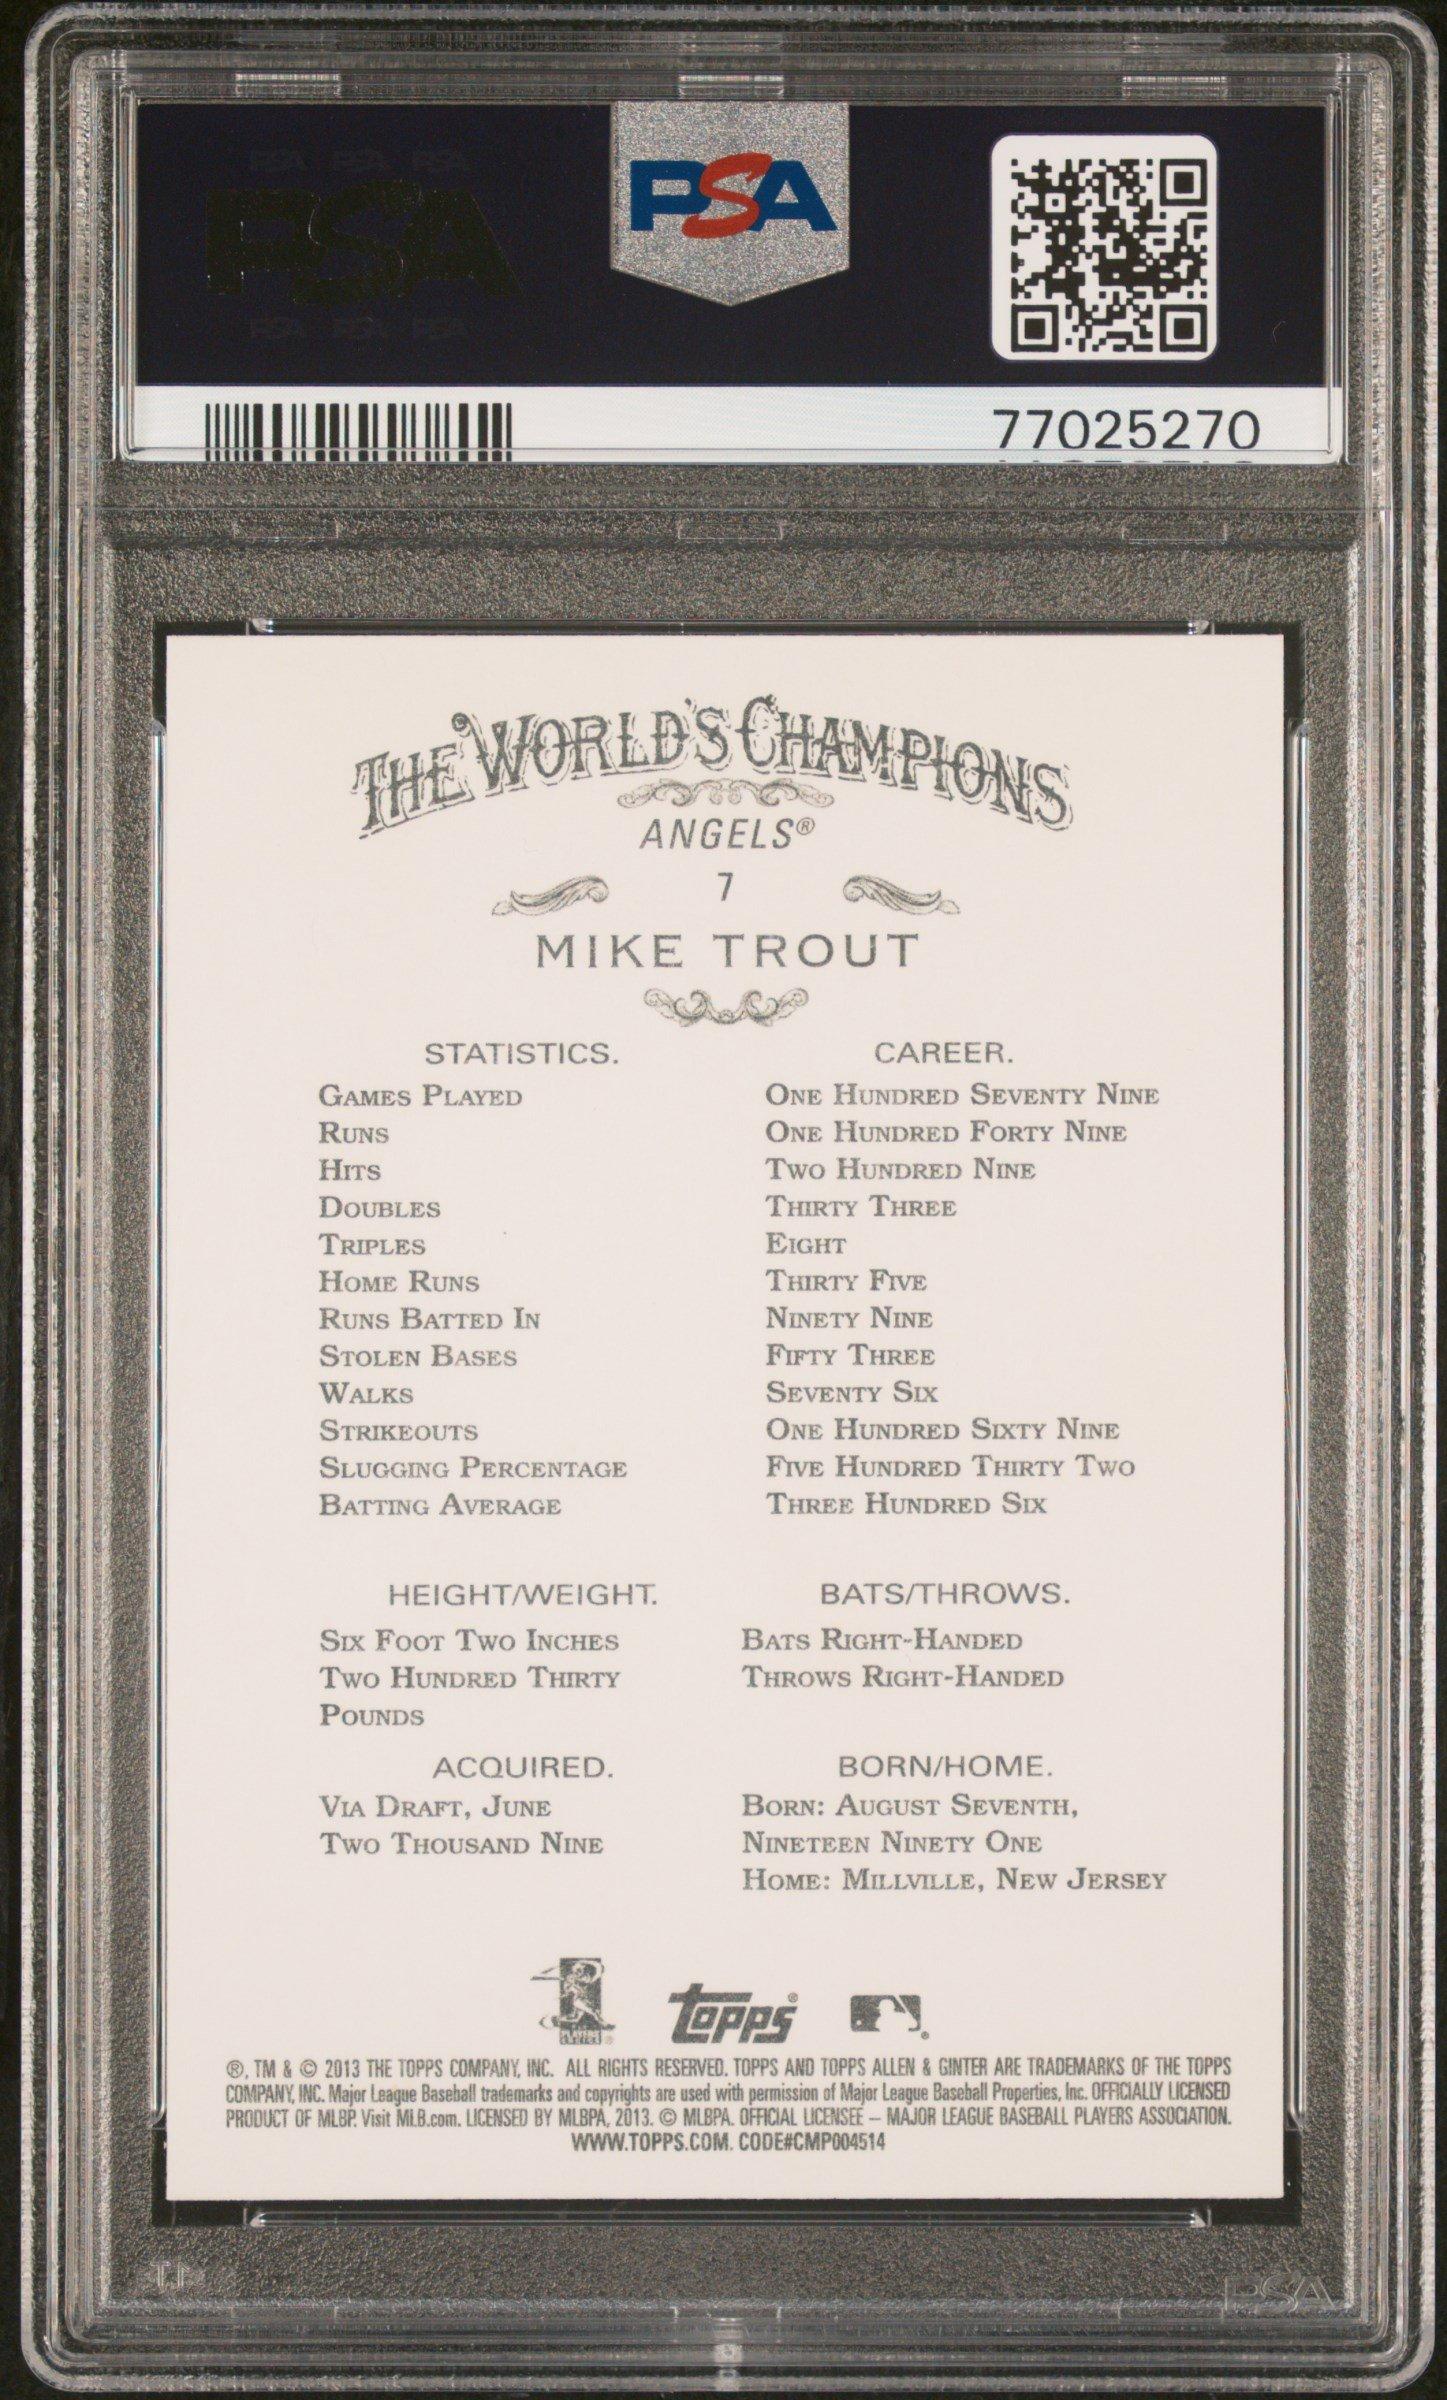 PSA PSA PSA
PSA
PSA PSA PSA
PSA
77025270
THE WORLD'S CHAMPIONS
ANGELS®
7
MIKE TROUT
STATISTICS. CAREER.
GAMES PLAYED ONE HUNDRED SEVENTY NINE
RUNS ONE HUNDRED FORTY NINE
HITS TWO HUNDRED NINE
DOUBLES THIRTY THREE
TRIPLES EIGHT
HOME RUNS THIRTY FIVE
RUNS BATTED IN NINETY NINE
STOLEN BASES FIFTY THREE
WALKS SEVENTY SIX
STRIKEOUTS ONE HUNDRED SIXTY NINE
SLUGGING PERCENTAGE FIVE HUNDRED THIRTY TWO
BATTING AVERAGE THREE HUNDRED SIX
HEIGHT/WEIGHT.
SIX FOOT TWO INCHES
TWO HUNDRED THIRTY
POUNDS
BATS/THROWS.
BATS RIGHT-HANDED
THROWS RIGHT-HANDED
ACQUIRED.
VIA DRAFT, JUNE
TWO THOUSAND NINE
BORN/HOME.
BORN: AUGUST SEVENTH,
NINETEEN NINETY ONE
HOME: MILLVILLE, NEW JERSEY
topps®
®, TM & © 2013 THE TOPPS COMPANY, INC. ALL RIGHTS RESERVED. TOPPS AND TOPPS ALLEN & GINTER ARE TRADEMARKS OF THE TOPPS
COMPANY, INC. Major League Baseball trademarks and copyrights are used with permission of Major League Baseball Properties, Inc. OFFICIALLY LICENSED
PRODUCT OF MLBP. Visit MLB.com. LICENSED BY MLBPA, 2013. © MLBPA. OFFICIAL LICENSEE – MAJOR LEAGUE BASEBALL PLAYERS ASSOCIATION.
WWW.TOPPS.COM. CODE#CMP004514
PSA